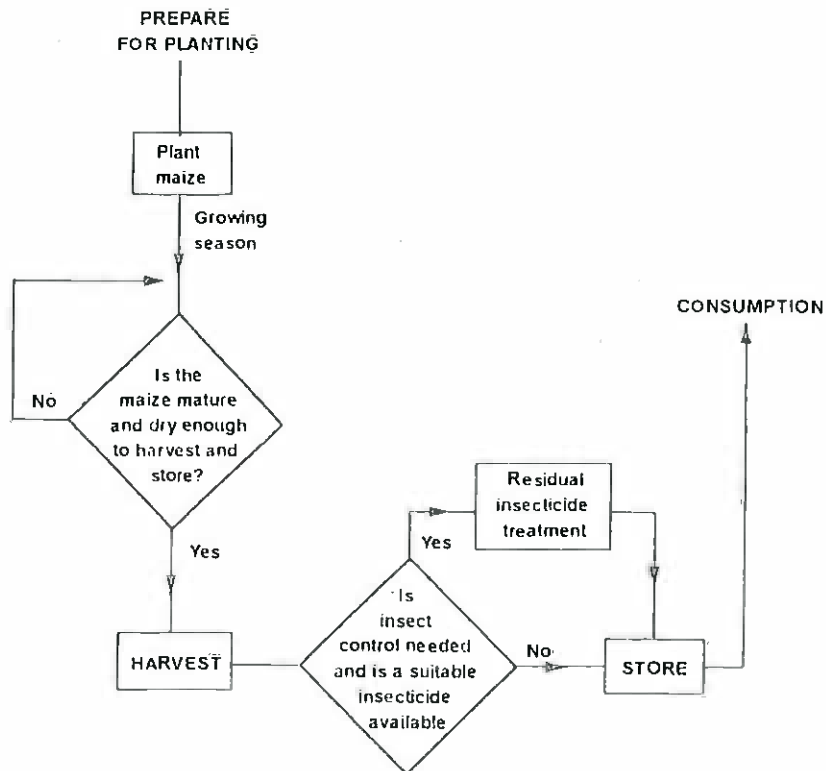 PREPARE
FOR PLANTING
Plant
maize
Growing
season
No
Is the
maize mature
and dry enough
to harvest and
store?
Yes
HARVEST
Is
insect
control needed
and is a suitable
insecticide
available
Yes
Residual
insecticide
treatment
No
STORE
CONSUMPTION